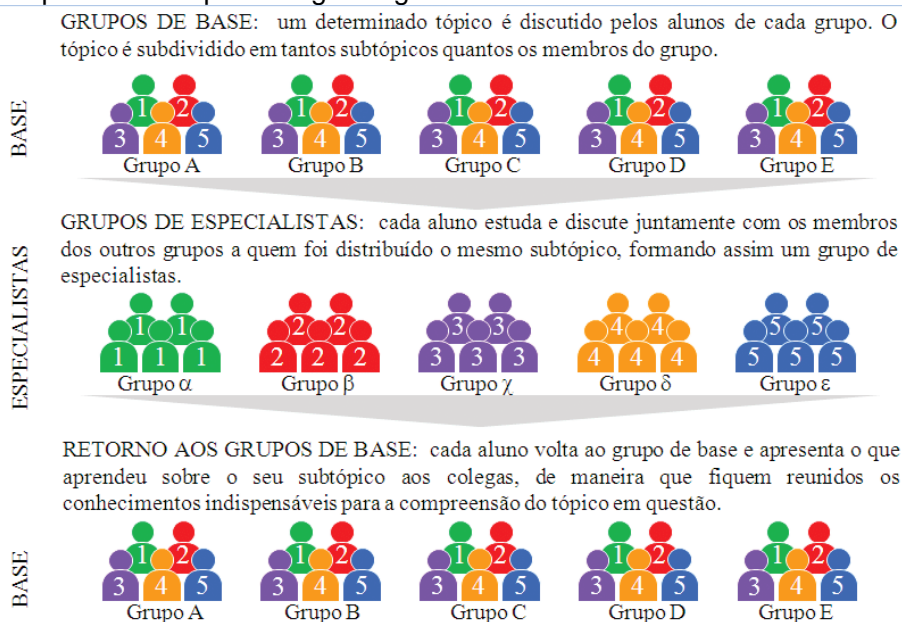 GRUPOS DE BASE: um determinado tópico é discutido pelos alunos de cada grupo. O
tópico é subdividido em tantos subtópicos quantos os membros do grupo.
BASE
1 2 1 2 1 2 1 2 1 2
3 4 5 3 4 5 3 4 5 3 4 5 3 4 5
Grupo A Grupo B Grupo C Grupo D Grupo E
GRUPOS DE ESPECIALISTAS: cada aluno estuda e discute juntamente com os membros
dos outros grupos a quem foi distribuído o mesmo subtópico, formando assim um grupo de
especialistas.
ESPECIALISTAS
1 1 2 2 3 3 4 4 5 5
1 1 1 2 2 2 3 3 3 4 4 4 5 5 5
Grupo α Grupo β Grupo χ Grupo δ Grupo ε
RETORNO AOS GRUPOS DE BASE: cada aluno volta ao grupo de base e apresenta o que
aprendeu sobre o seu subtópico aos colegas, de maneira que fiquem reunidos os
conhecimentos indispensáveis para a compreensão do tópico em questão.
BASE
1 2 1 2 1 2 1 2 1 2
3 4 5 3 4 5 3 4 5 3 4 5 3 4 5
Grupo A Grupo B Grupo C Grupo D Grupo E